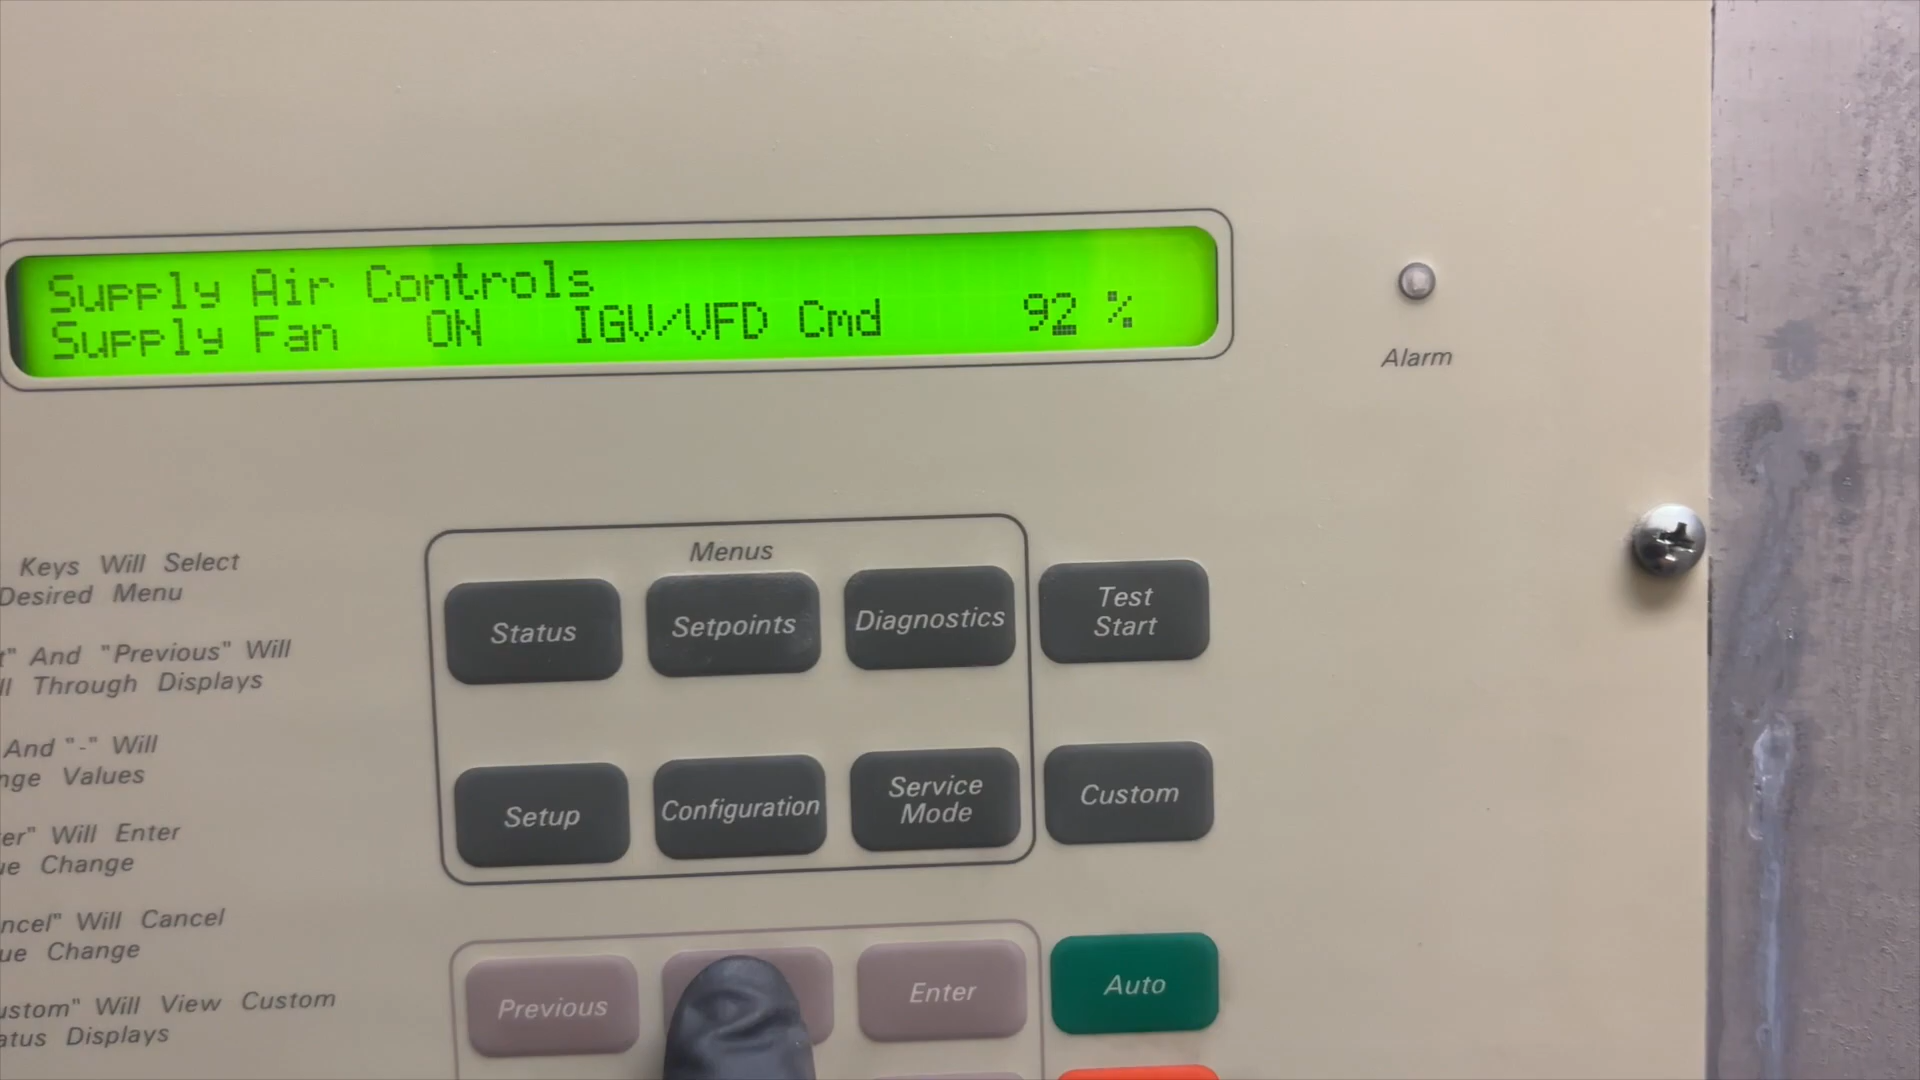 Supply Air Controls
Supply Fan ON IGV/VFD Cmd 92 %
Alarm
Keys Will Select
Desired Menu
t" And "Previous" Will
ll Through Displays
And "-" Will
nge Values
er" Will Enter
ue Change
ncel" Will Cancel
ue Change
ustom" Will View Custom
atus Displays
Menus
Status
Setpoints
Diagnostics
Test
Start
Setup
Configuration
Service
Mode
Custom
Previous
Enter
Auto